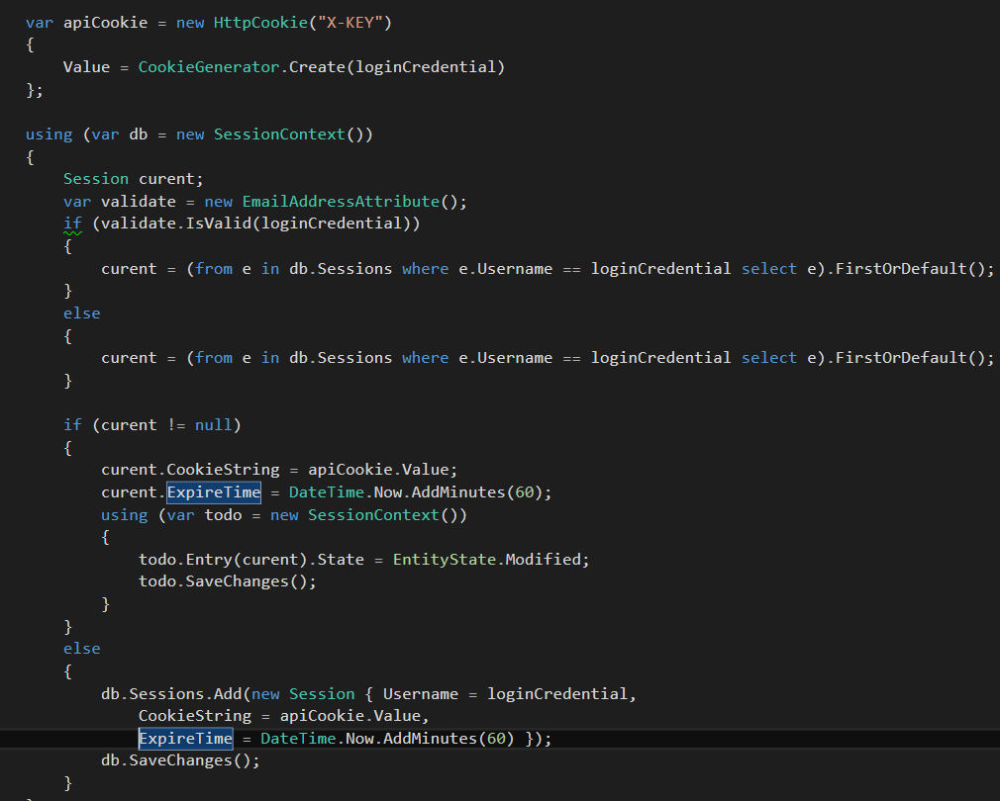 var apiCookie = new HttpCookie("X-KEY")
{
    Value = CookieGenerator.Create(loginCredential)
};

using (var db = new SessionContext())
{
    Session curent;
    var validate = new EmailAddressAttribute();
    if (validate.IsValid(loginCredential))
    {
        curent = (from e in db.Sessions where e.Username == loginCredential select e).FirstOrDefault();
    }
    else
    {
        curent = (from e in db.Sessions where e.Username == loginCredential select e).FirstOrDefault();
    }

    if (curent != null)
    {
        curent.CookieString = apiCookie.Value;
        curent.ExpireTime = DateTime.Now.AddMinutes(60);
        using (var todo = new SessionContext())
        {
            todo.Entry(curent).State = EntityState.Modified;
            todo.SaveChanges();
        }
    }
    else
    {
        db.Sessions.Add(new Session { Username = loginCredential,
            CookieString = apiCookie.Value,
            ExpireTime = DateTime.Now.AddMinutes(60) });
        db.SaveChanges();
    }